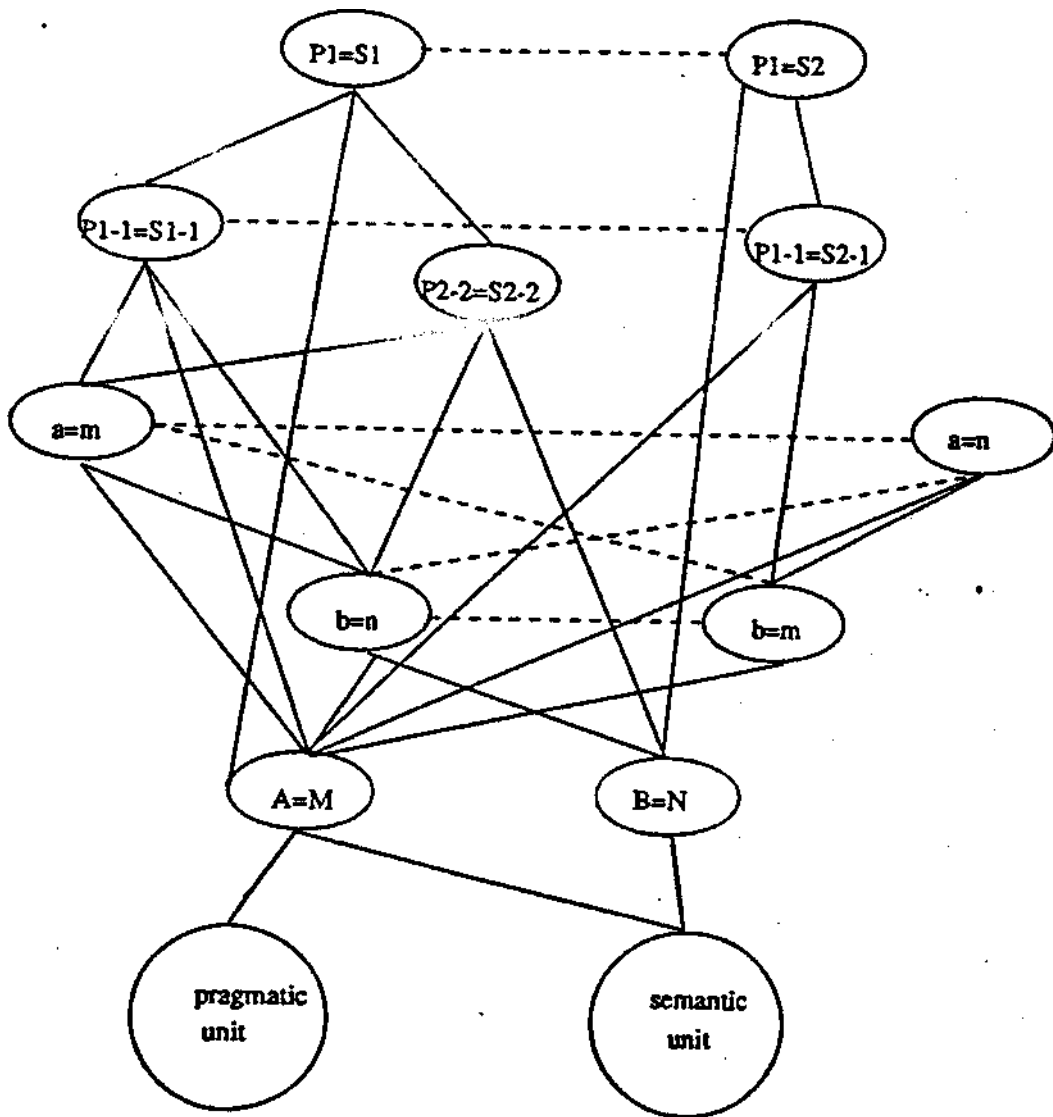 P1=S1
P1=S2
P1-1=S1-1
P1-1=S2-1
P2-2=S2-2
a=m
a=n
b=n
b=m
A=M
B=N
pragmatic
unit
semantic
unit